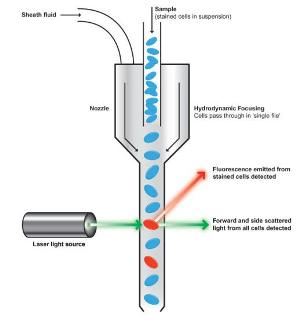 Sheath fluid
Sample
(stained cells in suspension)
Nozzle
Hydrodynamic Focusing
Cells pass through in 'single file'
Fluorescence emitted from
stained cells detected
Forward and side scattered
light from all cells detected
Laser light source